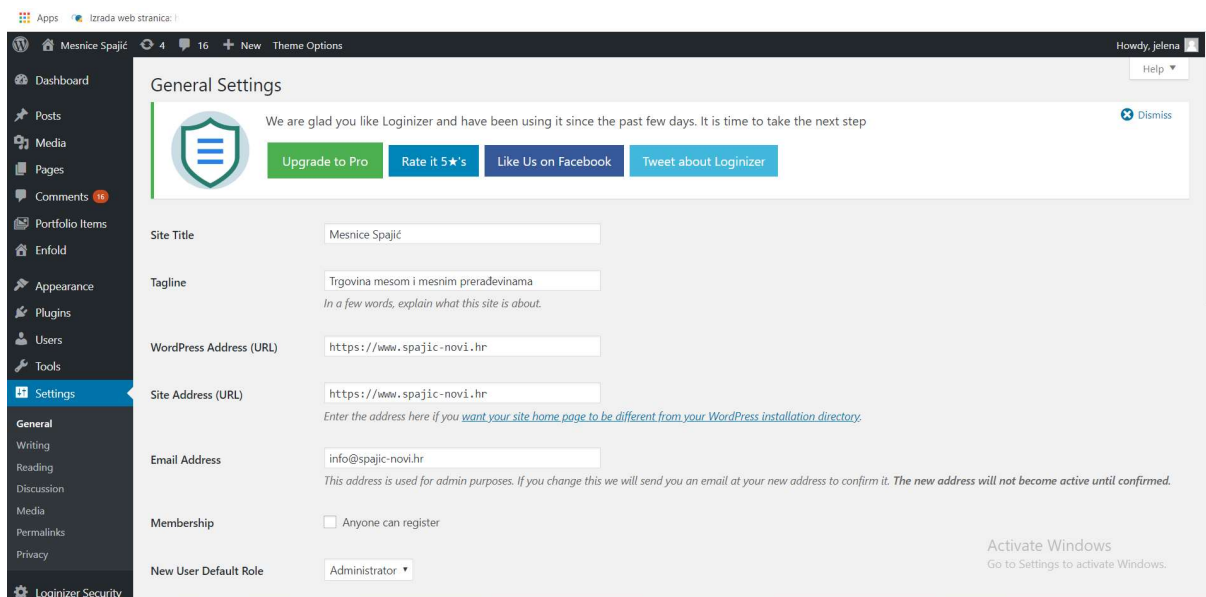 Apps Izrada web stranica:
Mesnice Spajić 4 16 New Theme Options Howdy, jelena
Help
Dashboard
Posts
Media
Pages
Comments 16
Portfolio Items
Enfold
Appearance
Plugins
Users
Tools
Settings
General
Writing
Reading
Discussion
Media
Permalinks
Privacy
Loginizer Security
General Settings
We are glad you like Loginizer and have been using it since the past few days. It is time to take the next step
Dismiss
Upgrade to Pro Rate it 5★'s Like Us on Facebook Tweet about Loginizer
Site Title Mesnice Spajić
Tagline Trgovina mesom i mesnim prerađevinama
In a few words, explain what this site is about.
WordPress Address (URL) https://www.spajic-novi.hr
Site Address (URL) https://www.spajic-novi.hr
Enter the address here if you want your site home page to be different from your WordPress installation directory.
Email Address info@spajic-novi.hr
This address is used for admin purposes. If you change this we will send you an email at your new address to confirm it. The new address will not become active until confirmed.
Membership Anyone can register
New User Default Role Administrator
Activate Windows
Go to Settings to activate Windows.